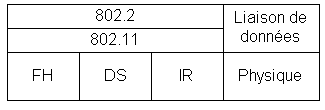 802.2
Liaison de
données
802.11
FH
DS
IR
Physique